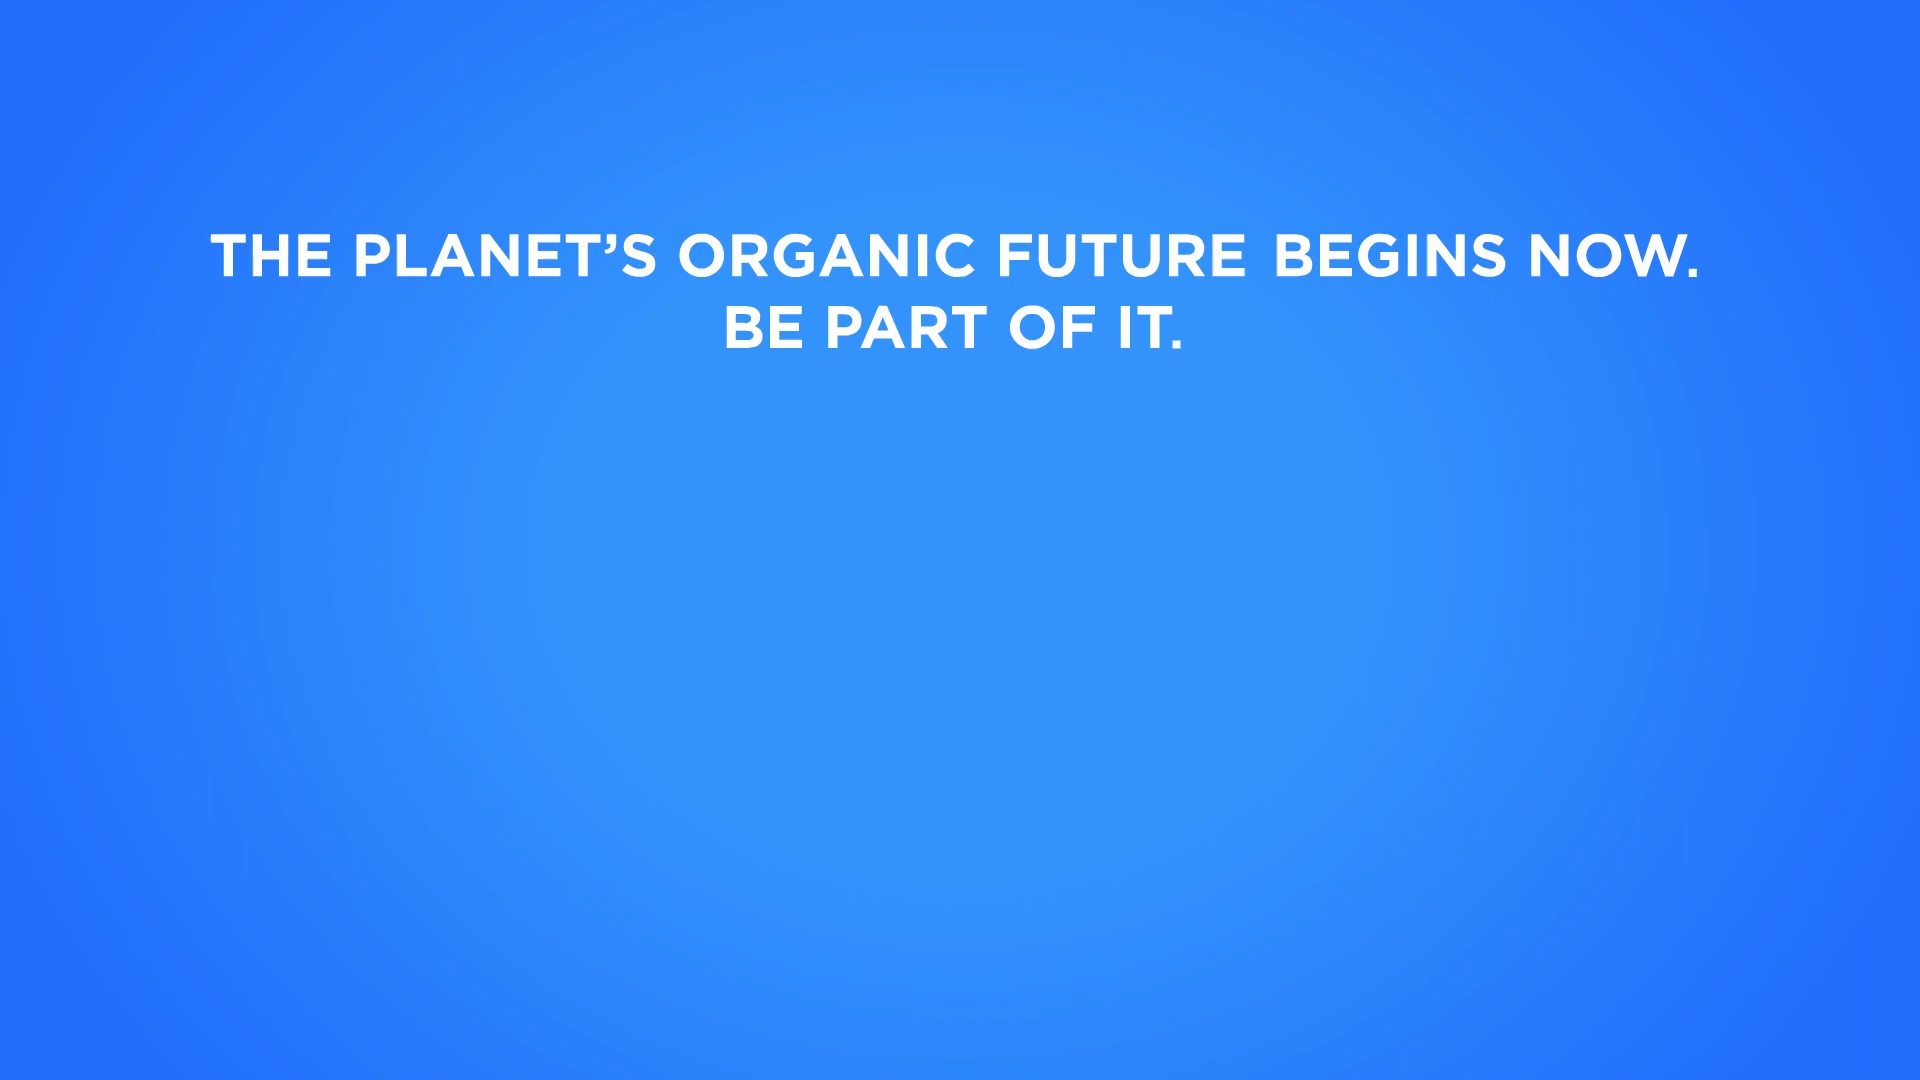 THE PLANET’S ORGANIC FUTURE BEGINS NOW.
BE PART OF IT.